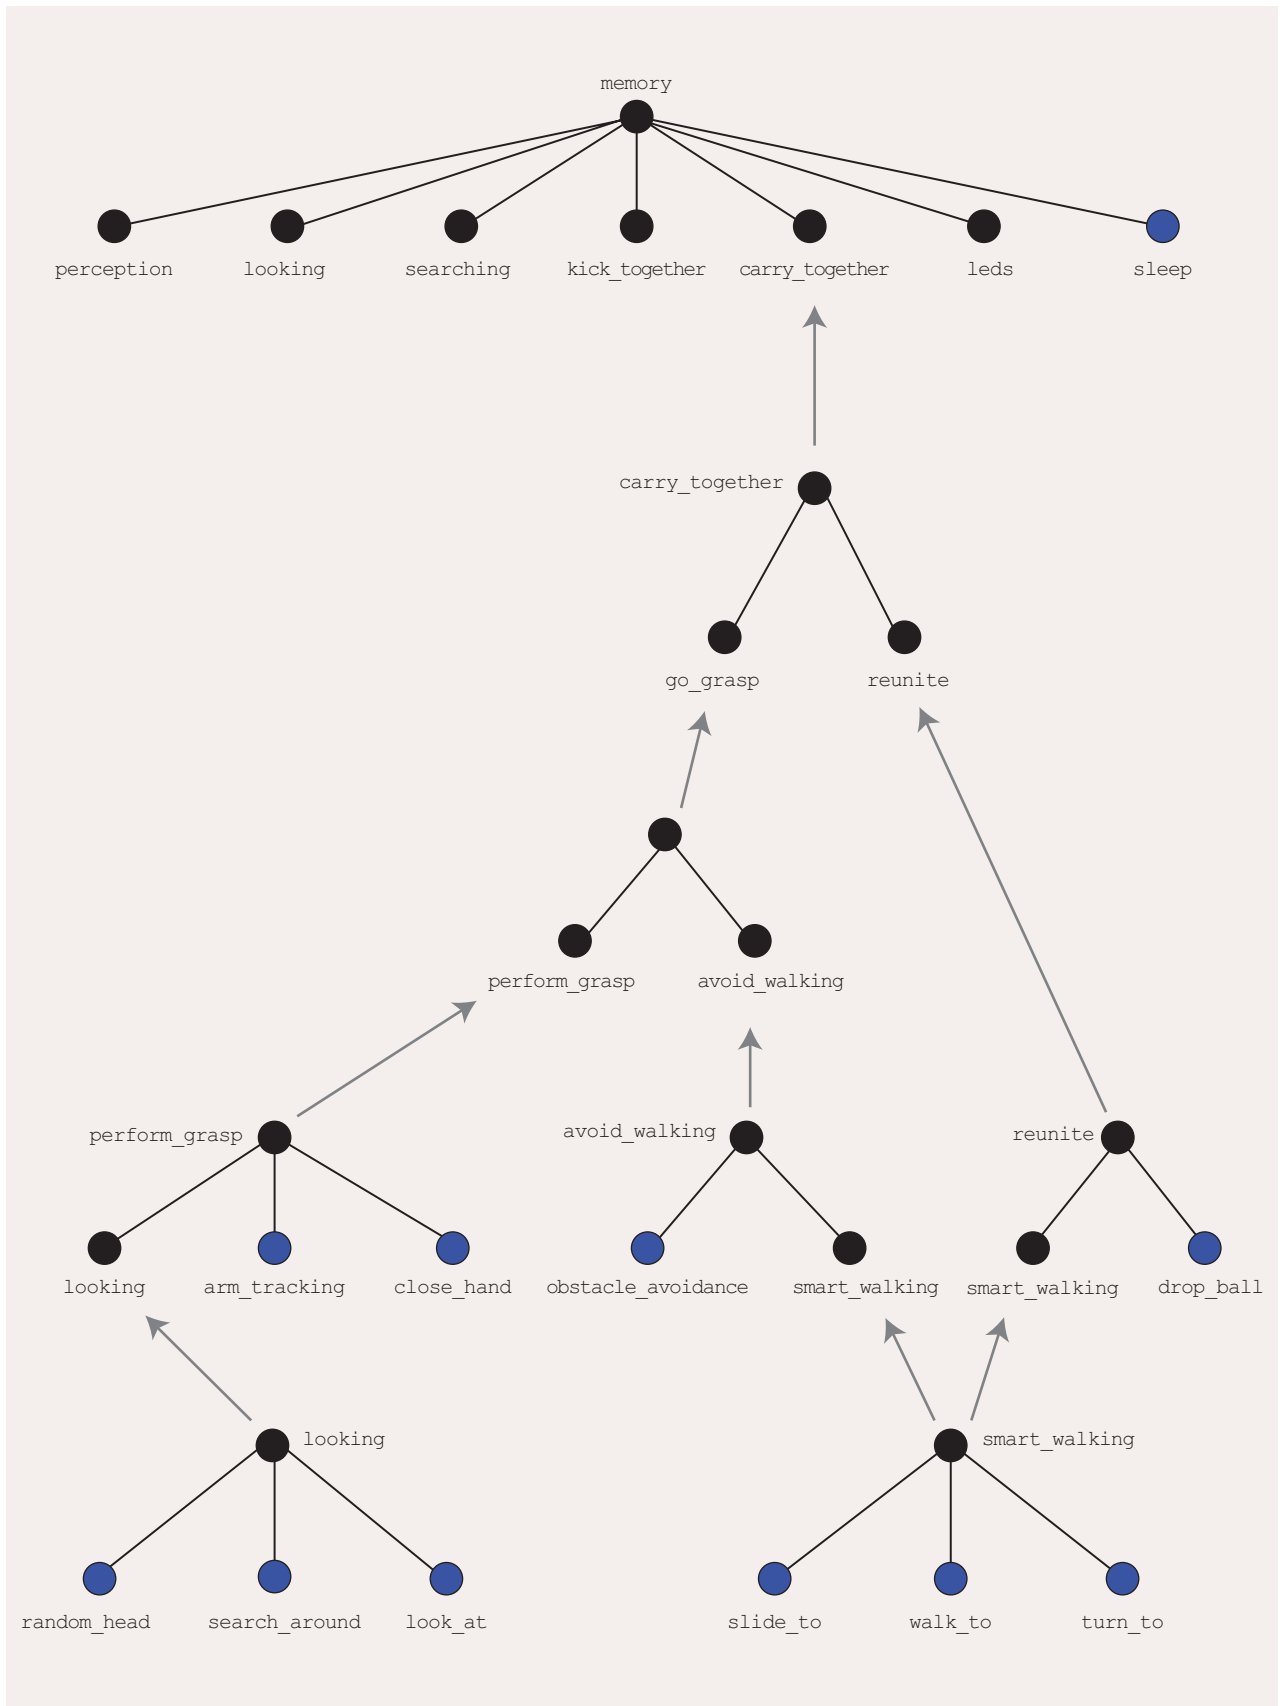 memory
perception
looking
searching
kick_together
carry_together
leds
sleep
carry_together
go_grasp
reunite
perform_grasp
avoid_walking
perform_grasp
avoid_walking
reunite
looking
arm_tracking
close_hand
obstacle_avoidance
smart_walking
smart_walking
drop_ball
looking
smart_walking
random_head
search_around
look_at
slide_to
walk_to
turn_to